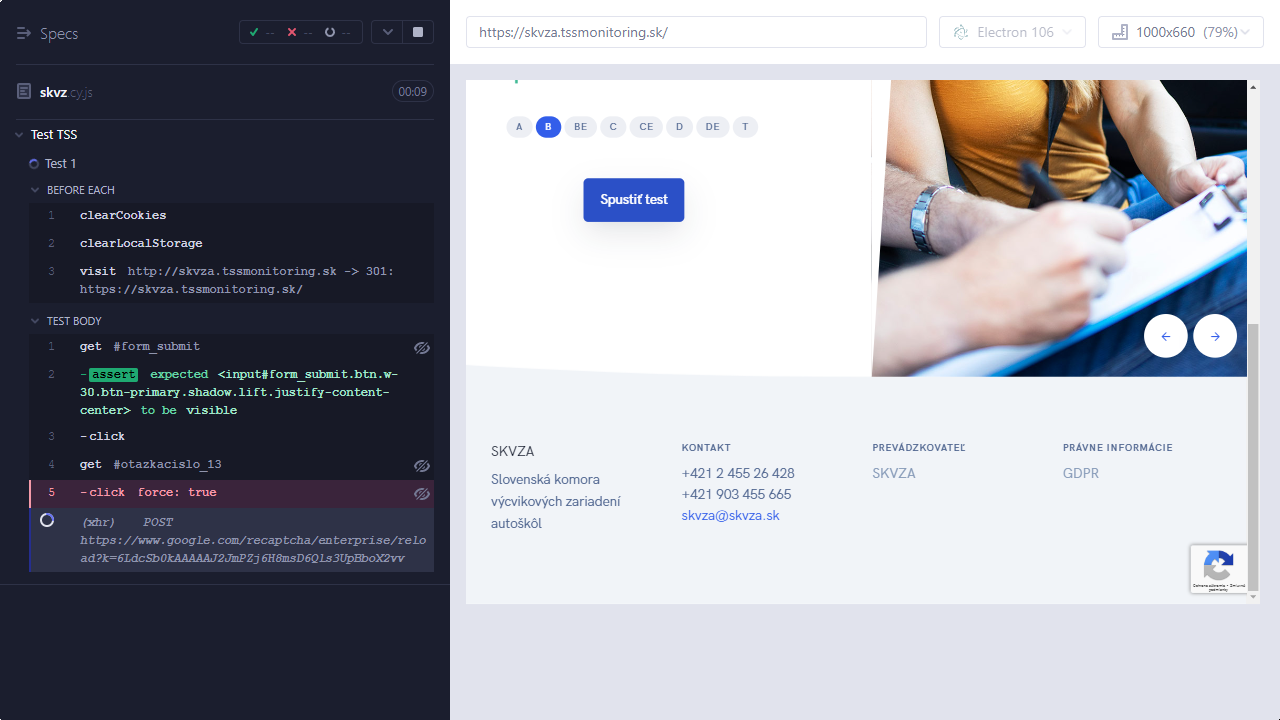 Specs
--
--
--
skvz.cy.js
00:09
Test TSS
Test 1
BEFORE EACH
1 clearCookies
2 clearLocalStorage
3 visit http://skvza.tssmonitoring.sk -> 301:
https://skvza.tssmonitoring.sk/
TEST BODY
1 get #form_submit
2 -assert expected <input#form_submit.btn.w-
30.btn-primary.shadow.lift.justify-content-
center> to be visible
3 -click
4 get #otazkacislo_13
5 -click force: true
(xhr) POST
https://www.google.com/recaptcha/enterprise/relo
ad?k=6LdcSb0kAAAAAJ2JmPZj6H8msD6Qls3UpHboX2vv
https://skvza.tssmonitoring.sk/
Electron 106
1000x660 (79%)
A B BE C CE D DE T
Spustiť test
SKVZA
Slovenská komora
výcvikových zariadení
autoškôl
KONTAKT
+421 2 455 26 428
+421 903 455 665
skvza@skvza.sk
PREVÁDZKOVATEĽ
SKVZA
PRÁVNE INFORMÁCIE
GDPR